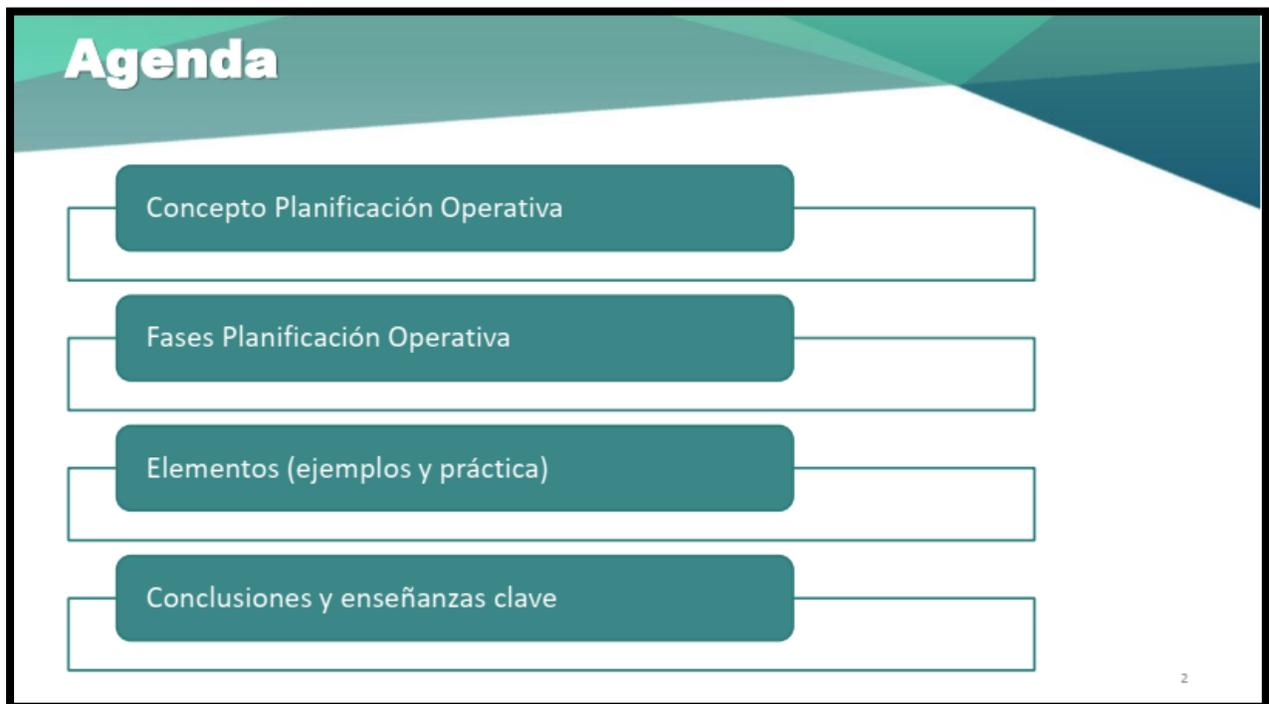 Agenda
Concepto Planificación Operativa
Fases Planificación Operativa
Elementos (ejemplos y práctica)
Conclusiones y enseñanzas clave
2